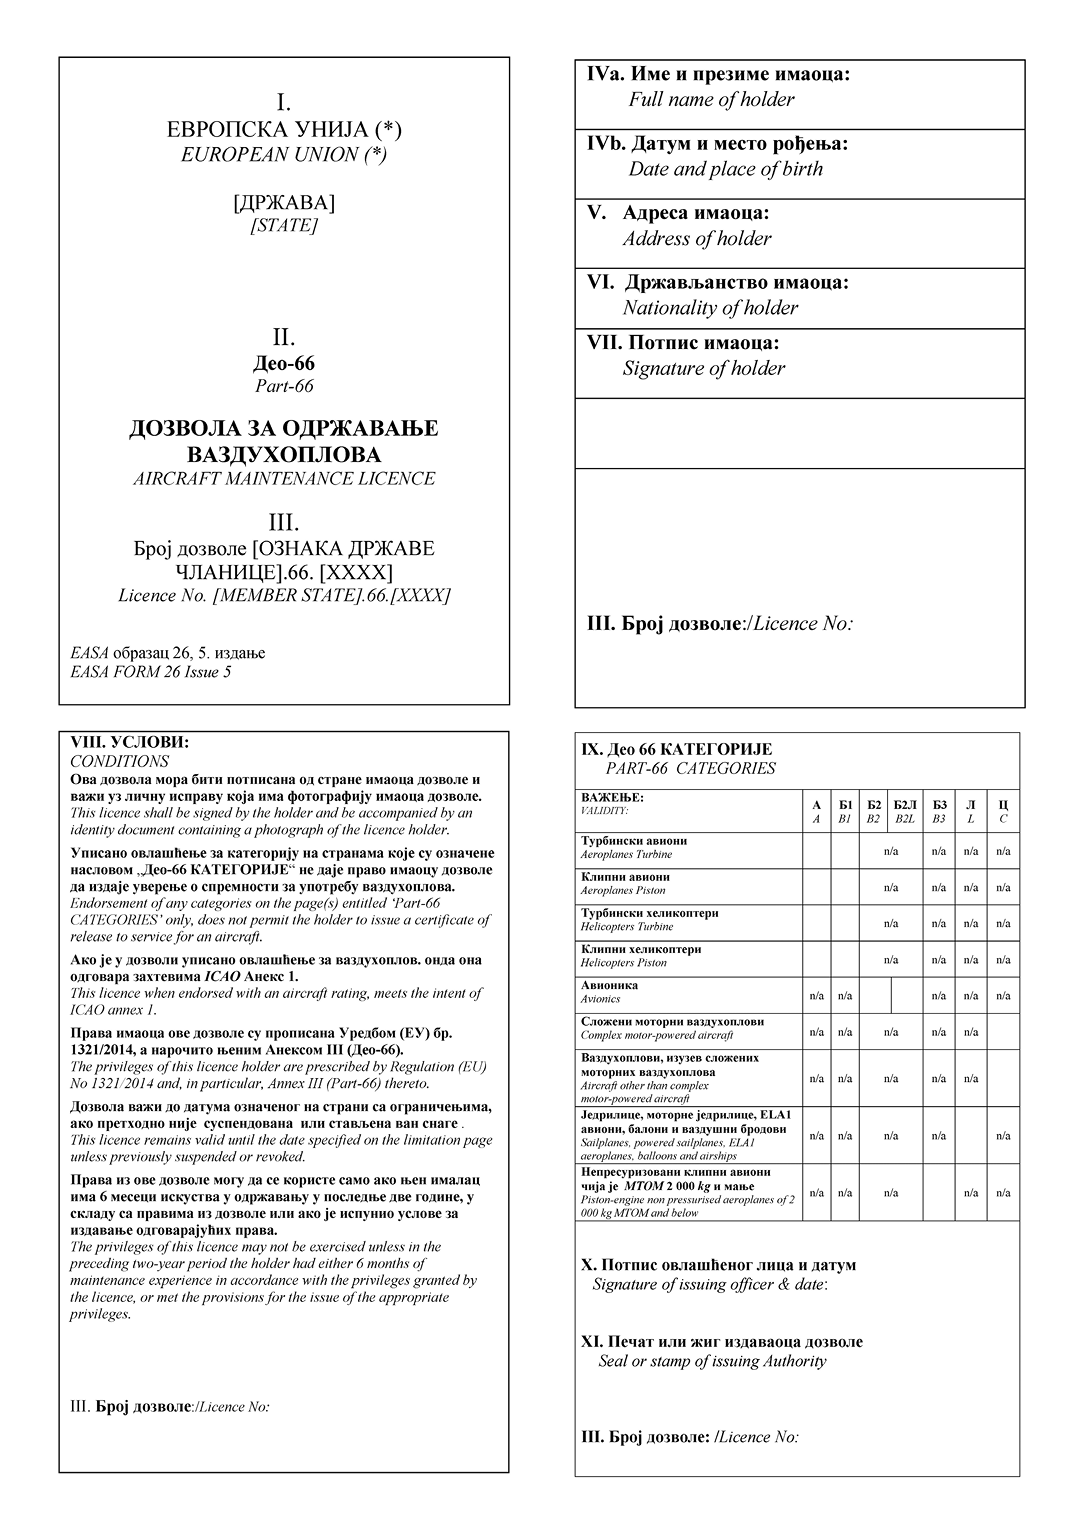 I.
ЕВРОПСКА УНИЈА (*)
EUROPEAN UNION (*)
[ДРЖАВА]
[STATE]
II.
Део-66
Part-66
ДОЗВОЛА ЗА ОДРЖАВАЊЕ
ВАЗДУХОПЛОВА
AIRCRAFT MAINTENANCE LICENCE
III.
Број дозволе [ОЗНАКА ДРЖАВЕ
ЧЛАНИЦЕ].66. [XXXX]
Licence No. [MEMBER STATE].66.[XXXX]
EASA образац 26, 5. издање
EASA FORM 26 Issue 5
IVa. Име и презиме имаоца:
Full name of holder
IVb. Датум и место рођења:
Date and place of birth
V. Адреса имаоца:
Address of holder
VI. Држављанство имаоца:
Nationality of holder
VII. Потпис имаоца:
Signature of holder
III. Број дозволе:/Licence No:
VIII. УСЛОВИ:
CONDITIONS
Ова дозвола мора бити потписана од стране имаоца дозволе и
важи уз личну исправу која има фотографију имаоца дозволе.
This licence shall be signed by the holder and be accompanied by an
identity document containing a photograph of the licence holder.
Уписано овлашћење за категорију на странама које су означене
насловом „Део-66 КАТЕГОРИЈЕ“ не даје право имаоцу дозволе
да издаје уверење о спремности за употребу ваздухоплова.
Endorsement of any categories on the page(s) entitled ‘Part-66
CATEGORIES’ only, does not permit the holder to issue a certificate of
release to service for an aircraft.
Ако је у дозволи уписано овлашћење за ваздухоплов. онда она
одговара захтевима ICAO Анекс 1.
This licence when endorsed with an aircraft rating, meets the intent of
ICAO annex 1.
Права имаоца ове дозволе су прописана Уредбом (ЕУ) бр.
1321/2014, а нарочито њеним Анексом III (Део-66).
The privileges of this licence holder are prescribed by Regulation (EU)
No 1321/2014 and, in particular, Annex III (Part-66) thereto.
Дозвола важи до датума означеног на страни са ограничењима,
ако претходно није суспендована или стављена ван снаге .
This licence remains valid until the date specified on the limitation page
unless previously suspended or revoked.
Права из ове дозволе могу да се користе само ако њен ималац
има 6 месеци искуства у одржавању у последње две године, у
складу са правима из дозволе или ако је испунио услове за
издавање одговарајућих права.
The privileges of this licence may not be exercised unless in the
preceding two-year period the holder had either 6 months of
maintenance experience in accordance with the privileges granted by
the licence, or met the provisions for the issue of the appropriate
privileges.
III. Број дозволе:/Licence No:
IX. Део 66 КАТЕГОРИЈЕ
PART-66 CATEGORIES
ВАЖЕЊЕ: А Б1 Б2 Б2Л Б3 Л Ц
VALIDITY: A B1 B2 B2L B3 L C
Турбински авиони
Aeroplanes Turbine n/a n/a n/a n/a
Клипни авиони
Aeroplanes Piston n/a n/a n/a n/a
Турбински хеликоптери
Helicopters Turbine n/a n/a n/a n/a
Клипни хеликоптери
Helicopters Piston n/a n/a n/a n/a
Авионика
Avionics n/a n/a n/a n/a n/a
Сложени моторни ваздухоплови
Complex motor-powered aircraft n/a n/a n/a n/a n/a
Ваздухоплови, изузев сложених
моторних ваздухоплова
Aircraft other than complex
motor-powered aircraft n/a n/a n/a n/a n/a
Једрилице, моторне једрилице, ELA1
авиони, балони и ваздушни бродови
Sailplanes, powered sailplanes, ELA1
aeroplanes, balloons and airships n/a n/a n/a n/a n/a
Непресуризовани клипни авиони
чија је MTOM 2 000 kg и мање
Piston-engine non pressurised aeroplanes of 2
000 kg MTOM and below n/a n/a n/a n/a n/a
X. Потпис овлашћеног лица и датум
Signature of issuing officer & date:
XI. Печат или жиг издаваоца дозволе
Seal or stamp of issuing Authority
III. Број дозволе: /Licence No: